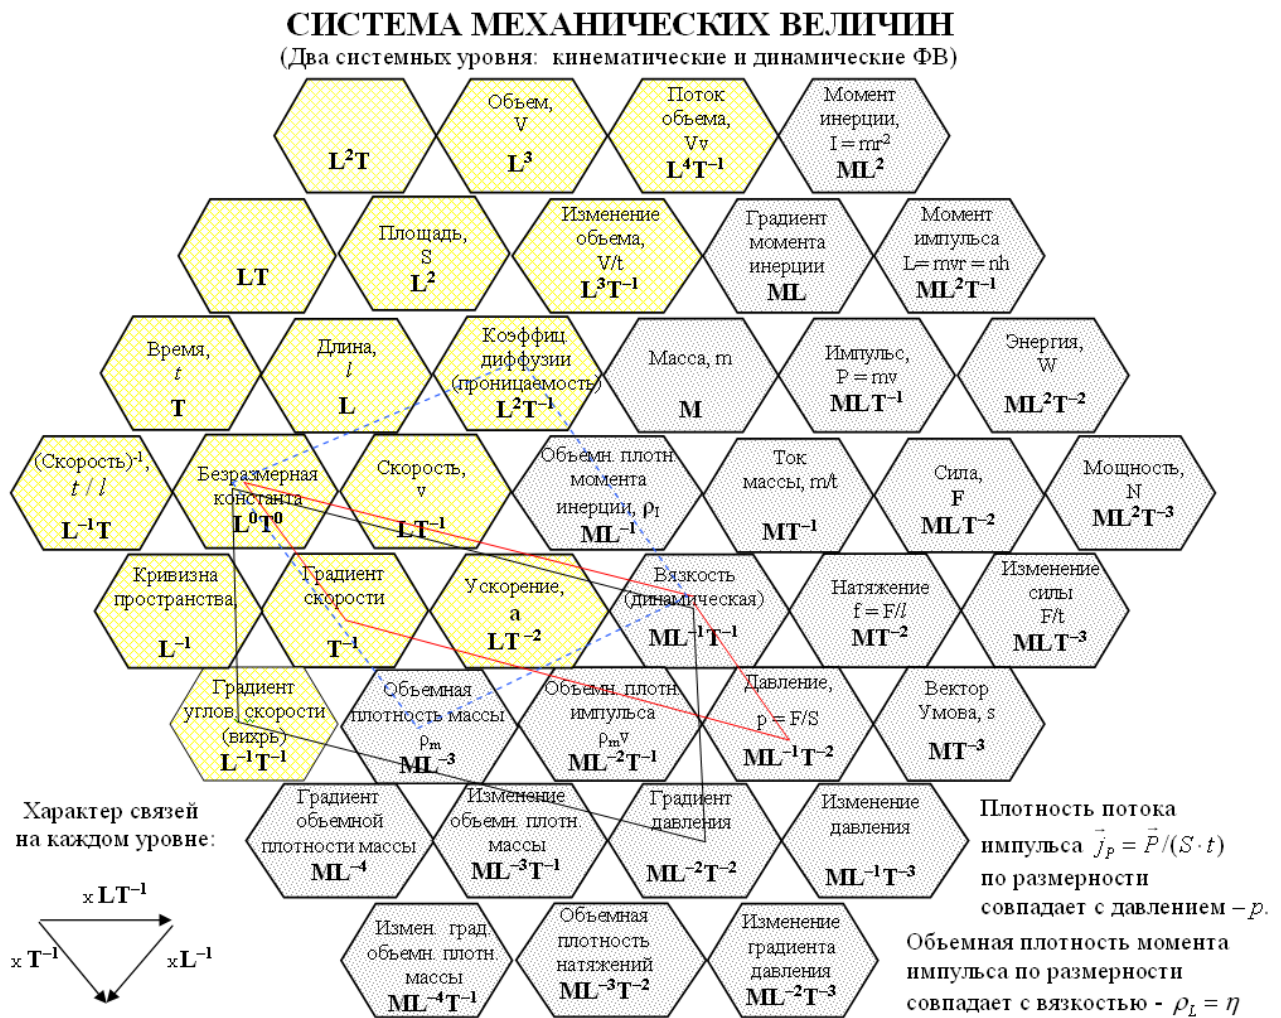 СИСТЕМА МЕХАНИЧЕСКИХ ВЕЛИЧИН
(Два системных уровня: кинематические и динамические ФВ)
L²T
Объем,
V
L³
Поток
объема,
Vv
L⁴T⁻¹
Момент
инерции,
I = mr²
ML²
LT
Площадь,
S
L²
Изменение
объема,
V/t
L³T⁻¹
Градиент
момента
инерции
ML
Момент
импульса
L= mvr = nh
ML²T⁻¹
Время,
t
T
Длина,
l
L
Коэффиц.
диффузии
(проницаемость)
L²T⁻¹
Масса, m
M
Импульс,
P = mv
MLT⁻¹
Энергия,
W
ML²T⁻²
(Скорость)⁻¹,
t / l
L⁻¹T
Безразмерная
константа
L⁰T⁰
Скорость,
v
LT⁻¹
Объемн. плотн.
момента
инерции, ρI
ML⁻¹
Ток
массы, m/t
MT⁻¹
Сила,
F
MLT⁻²
Мощность,
N
ML²T⁻³
Кривизна
пространства,
L⁻¹
Градиент
скорости
T⁻¹
Ускорение,
a
LT⁻²
Вязкость
(динамическая)
ML⁻¹T⁻¹
Натяжение
f = F/l
MT⁻²
Изменение
силы
F/t
MLT⁻³
Градиент
углов. скорости
(вихрь)
L⁻¹T⁻¹
Объемная
плотность массы
ρm
ML⁻³
Объемн. плотн.
импульса
ρmv
ML⁻²T⁻¹
Давление,
p = F/S
ML⁻¹T⁻²
Вектор
Умова, s
MT⁻³
Градиент
объемной
плотности массы
ML⁻⁴
Изменение
объемн. плотн.
массы
ML⁻³T⁻¹
Градиент
давления
ML⁻²T⁻²
Изменение
давления
ML⁻¹T⁻³
Измен. град.
объемн. плотн.
массы
ML⁻⁴T⁻¹
Объемная
плотность
натяжений
ML⁻³T⁻²
Изменение
градиента
давления
ML⁻²T⁻³
Характер связей
на каждом уровне:
x LT⁻¹
x T⁻¹
xL⁻¹
Плотность потока
импульса j⃗P = P⃗/(S·t)
по размерности
совпадает с давлением – p.
Объемная плотность момента
импульса по размерности
совпадает с вязкостью - ρL = η